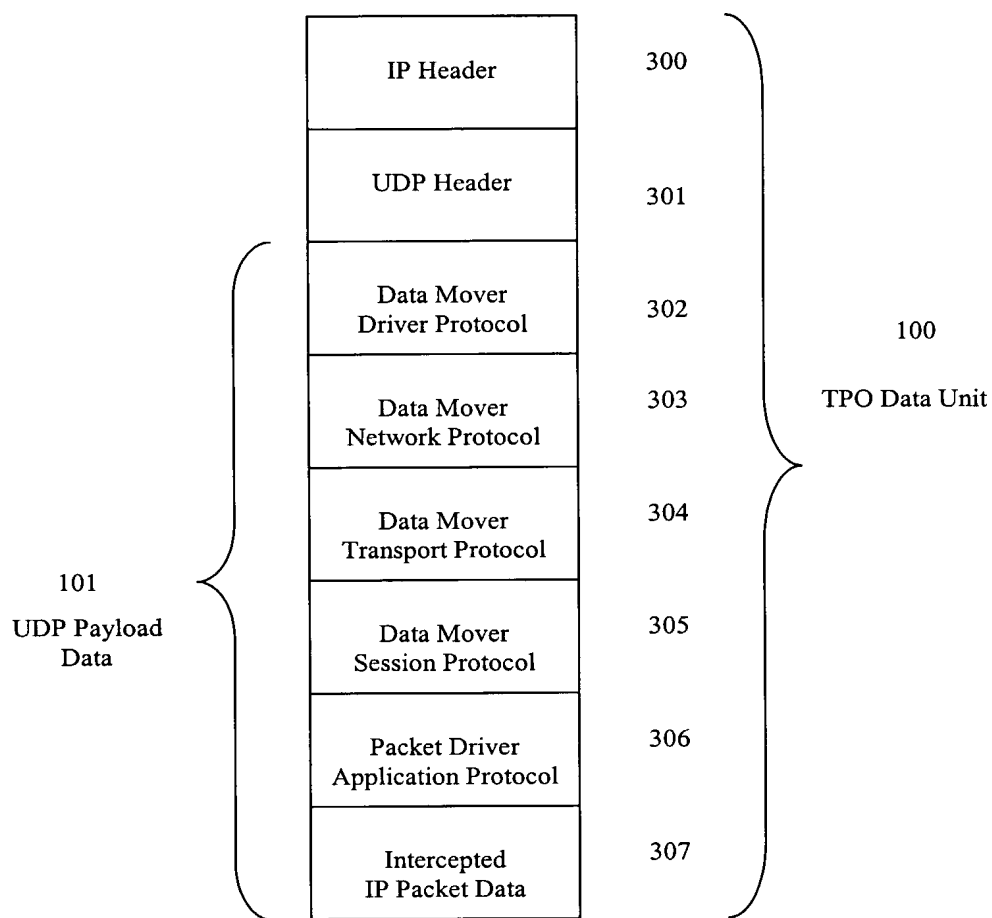 IP Header
300
UDP Header
301
Data Mover
Driver Protocol
302
100
TPO Data Unit
Data Mover
Network Protocol
303
Data Mover
Transport Protocol
304
101
UDP Payload
Data
Data Mover
Session Protocol
305
Packet Driver
Application Protocol
306
Intercepted
IP Packet Data
307